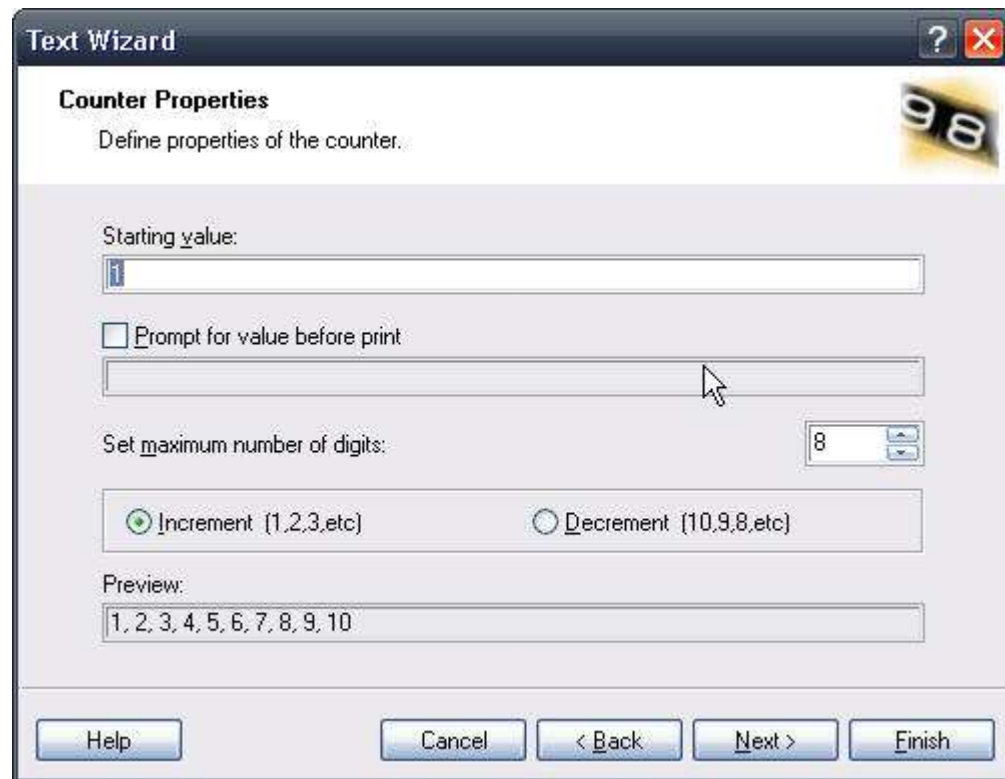 Text Wizard
?
Counter Properties
Define properties of the counter.
98
Starting value:
1
Prompt for value before print
Set maximum number of digits:
8
Increment (1,2,3,etc)
Decrement (10,9,8,etc)
Preview:
1, 2, 3, 4, 5, 6, 7, 8, 9, 10
Help
Cancel
< Back
Next >
Finish